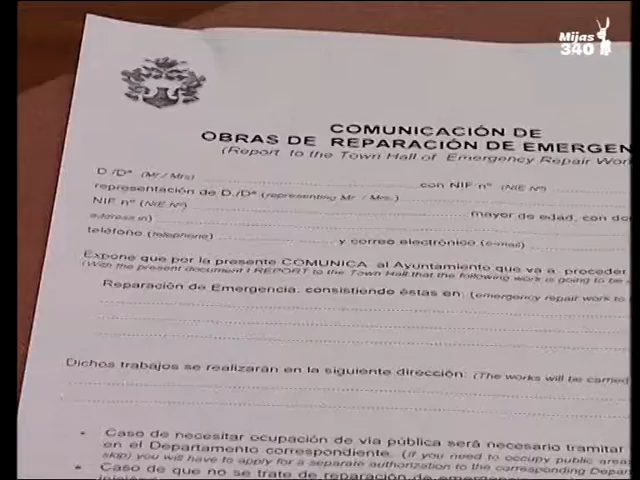 Mijas
340
COMUNICACIÓN DE
OBRAS DE REPARACIÓN DE EMERGEN
(Report to the Town Hall of Emergency Repair Wor
D./Dª (Mr./Mrs) con NIF nº (NIE Nº)
representación de D./Dª (representing Mr./Mrs.)
NIF nº (NIE Nº) mayor de edad, con do
address in)
teléfono (telephone) y correo electrónico (e-mail)
Expone que por la presente COMUNICA al Ayuntamiento que va a proceder
(With the present document I REPORT to the Town Hall that the following work is going to be
Reparación de Emergencia, consistiendo éstas en: (emergency repair work to
Dichos trabajos se realizarán en la siguiente dirección: (The works will be carried
• Caso de necesitar ocupación de vía pública será necesario tramitar
en el Departamento correspondiente. (If you need to occupy public areas
skip) you will have to apply for a separate authorization to the corresponding Depar
• Caso de que no se trate de reparación de emergencia